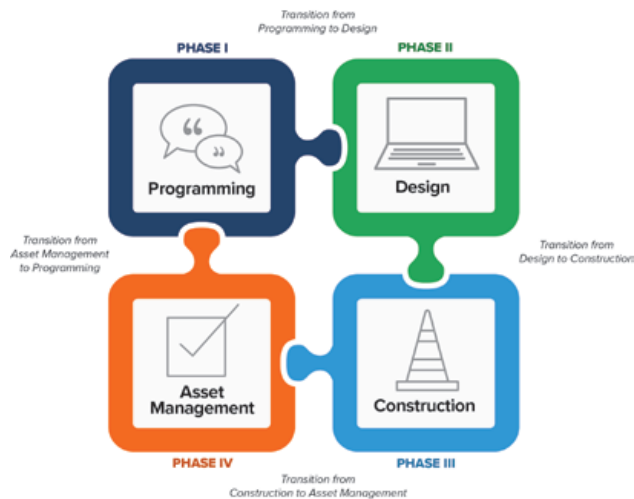 Transition from
Programming to Design
PHASE I
PHASE II
“
”
Programming
Design
Transition from
Asset Management
to Programming
Transition from
Design to Construction
Asset
Management
Construction
PHASE IV
PHASE III
Transition from
Construction to Asset Management